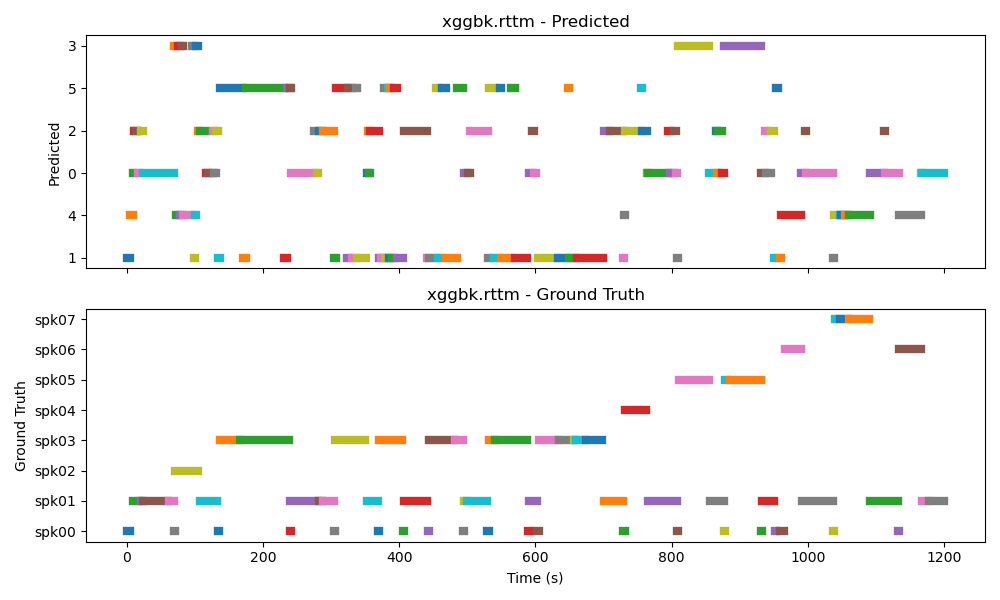 xggbk.rttm - Predicted
3
5
2
0
4
1
Predicted
xggbk.rttm - Ground Truth
spk07
spk06
spk05
spk04
spk03
spk02
spk01
spk00
Ground Truth
0 200 400 600 800 1000 1200
Time (s)